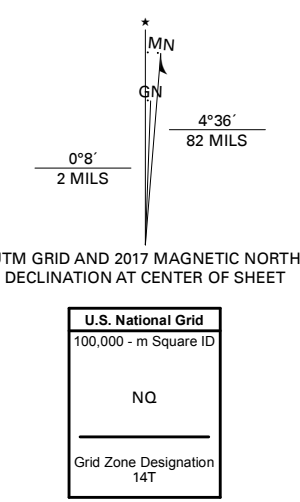 ★
MN
GN
4°36´
82 MILS
0°8´
2 MILS
UTM GRID AND 2017 MAGNETIC NORTH
DECLINATION AT CENTER OF SHEET
U.S. National Grid
100,000 - m Square ID
NQ
Grid Zone Designation
14T